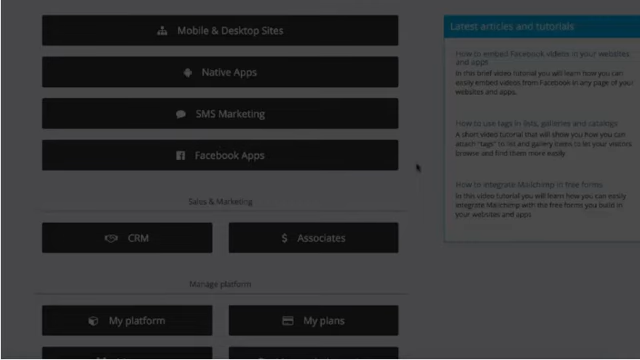 Mobile & Desktop Sites
Native Apps
SMS Marketing
Facebook Apps
Sales & Marketing
CRM
Associates
Manage platform
My platform
My plans
Latest articles and tutorials
How to embed Facebook videos in your websites
and apps
In this brief video tutorial you will learn how you can
easily embed videos from Facebook in any page of your
websites and apps.
How to use tags in lists, galleries and catalogs
A short video tutorial that will show you how you can
attach "tags" to list and gallery items to let your visitors
browse and find them more easily
How to integrate Mailchimp in free forms
In this video tutorial you will learn how you can easily
integrate Mailchimp with the free forms you build in
your websites and apps